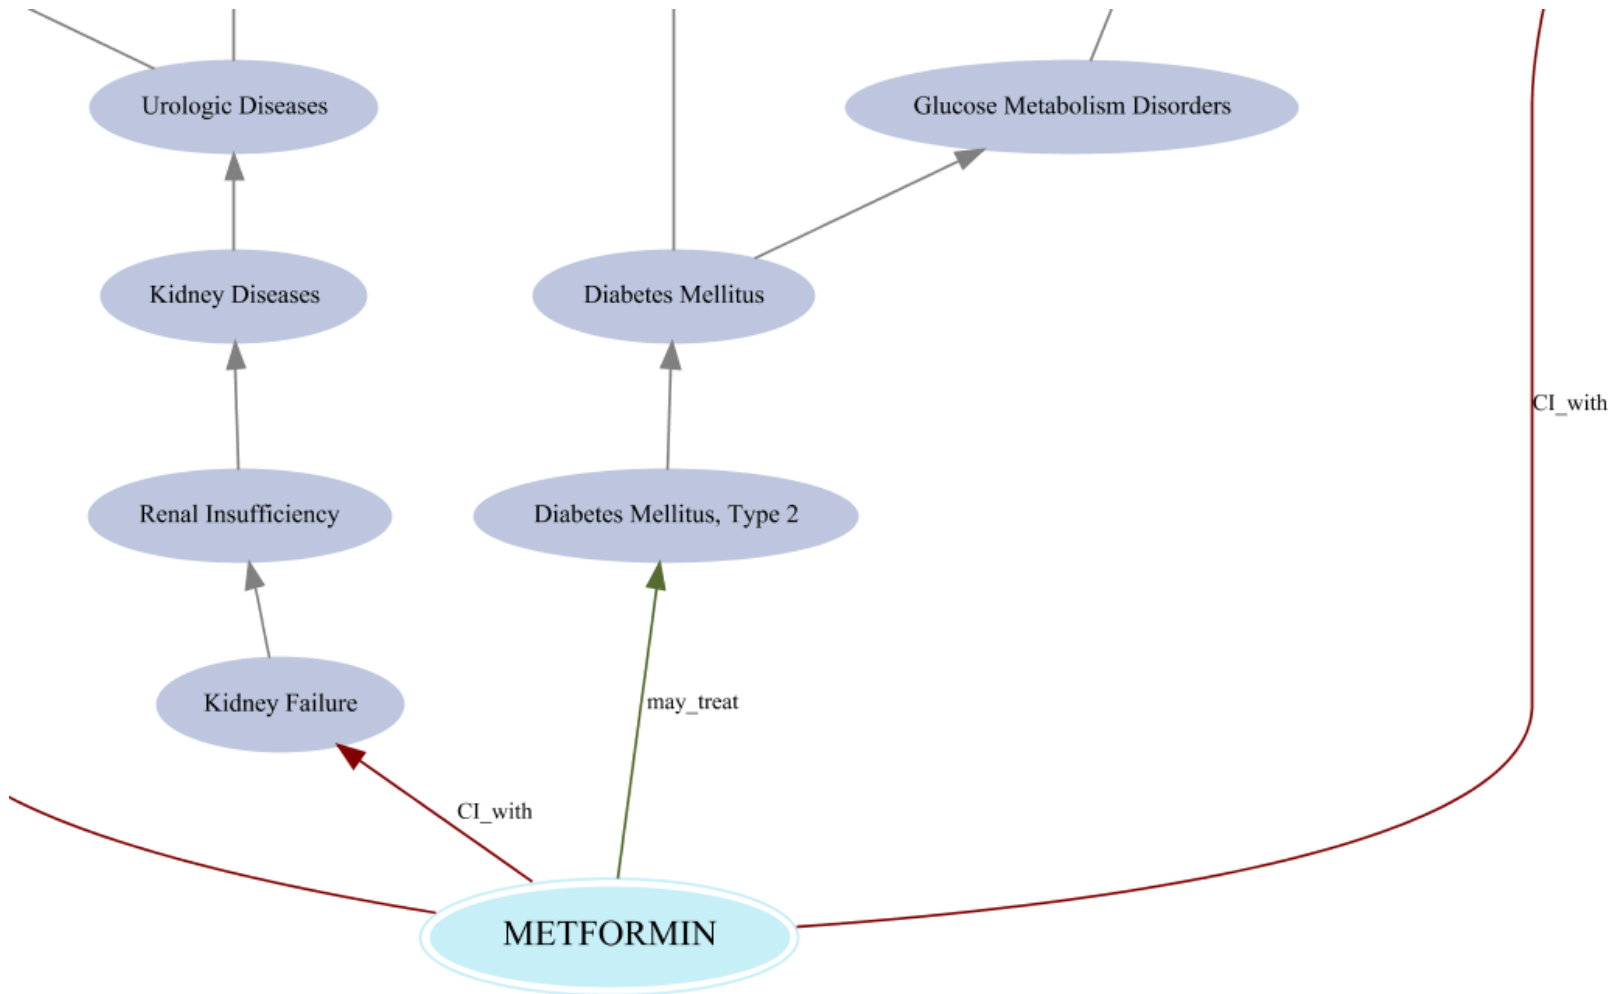 Urologic Diseases
Glucose Metabolism Disorders
Kidney Diseases
Diabetes Mellitus
CI_with
Renal Insufficiency
Diabetes Mellitus, Type 2
Kidney Failure
may_treat
CI_with
METFORMIN